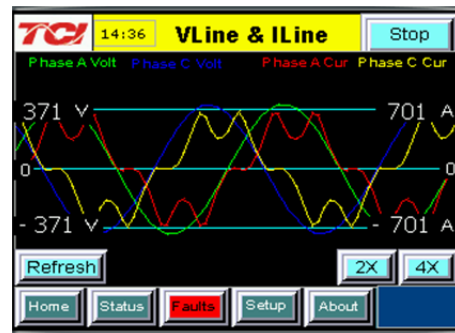 TCI 14:36 VLine & ILine Stop
Phase A Volt Phase C Volt Phase A Cur Phase C Cur
371 V 701 A
0 0
- 371 V - 701 A
Refresh 2X 4X
Home Status Faults Setup About